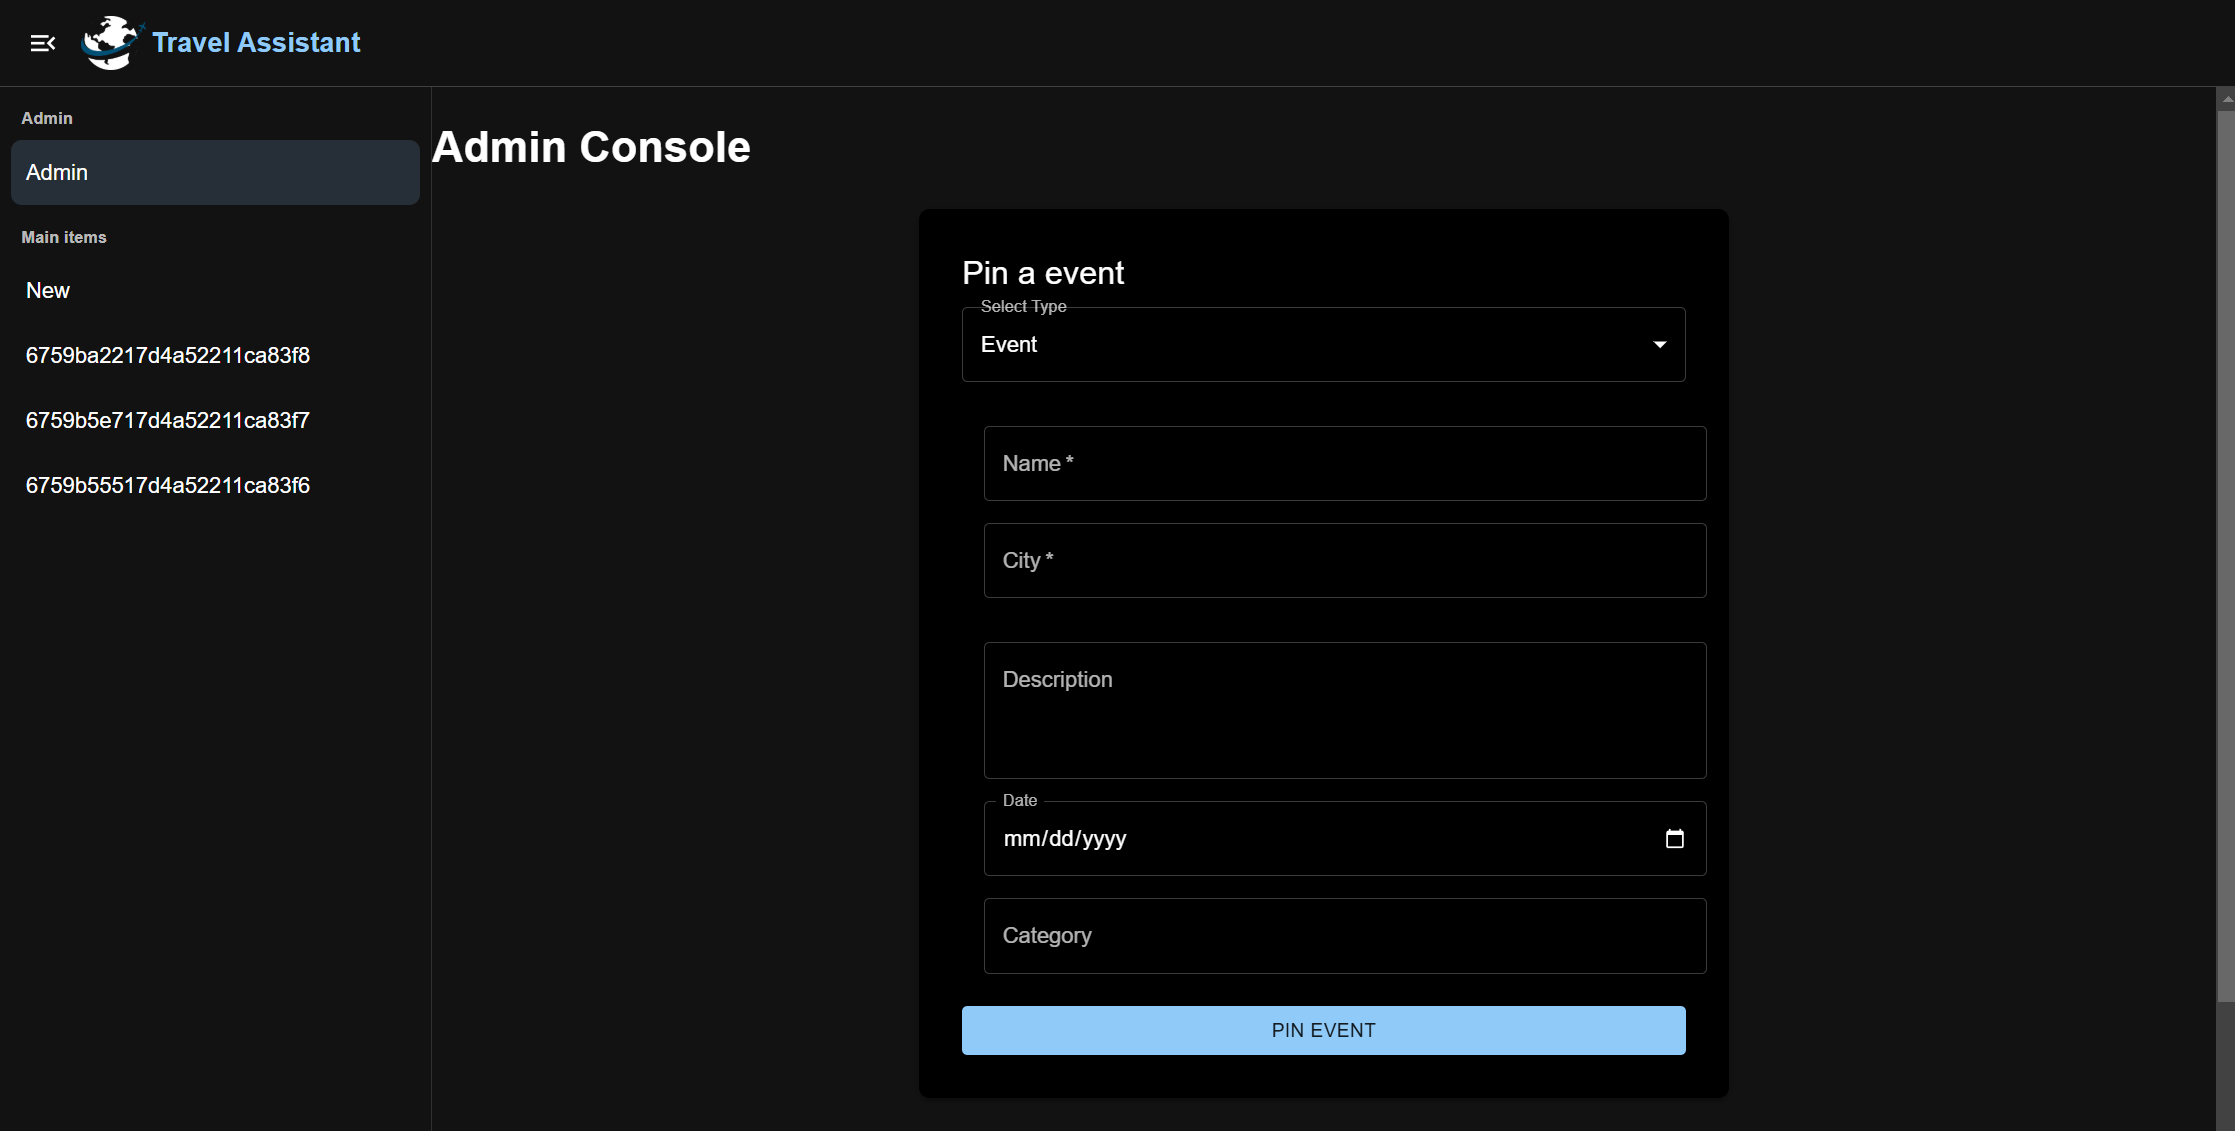 Travel Assistant
Admin
Admin
Main items
New
6759ba2217d4a52211ca83f8
6759b5e717d4a52211ca83f7
6759b55517d4a52211ca83f6
Admin Console
Pin a event
Select Type
Event
Name *
City *
Description
Date
mm/dd/yyyy
Category
PIN EVENT